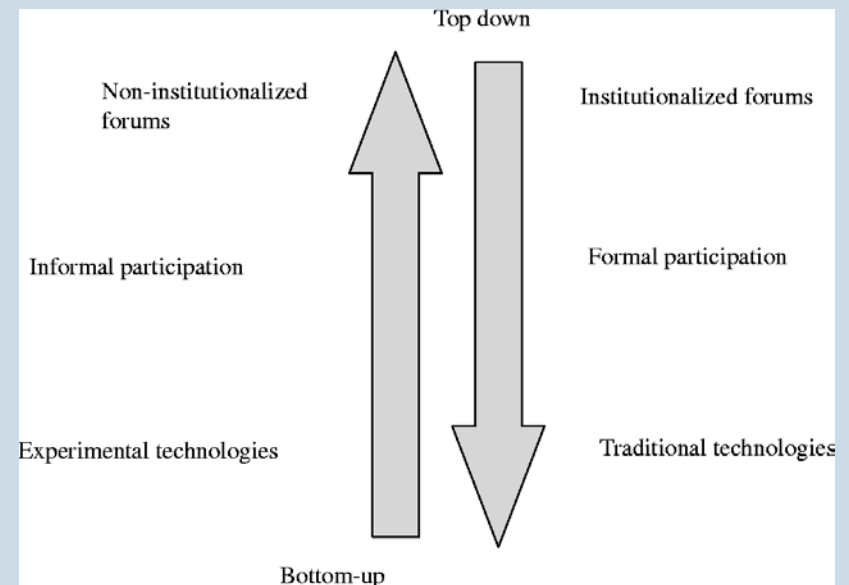 Top down
Non-institutionalized
forums
Institutionalized forums
Informal participation
Formal participation
Experimental technologies
Traditional technologies
Bottom-up